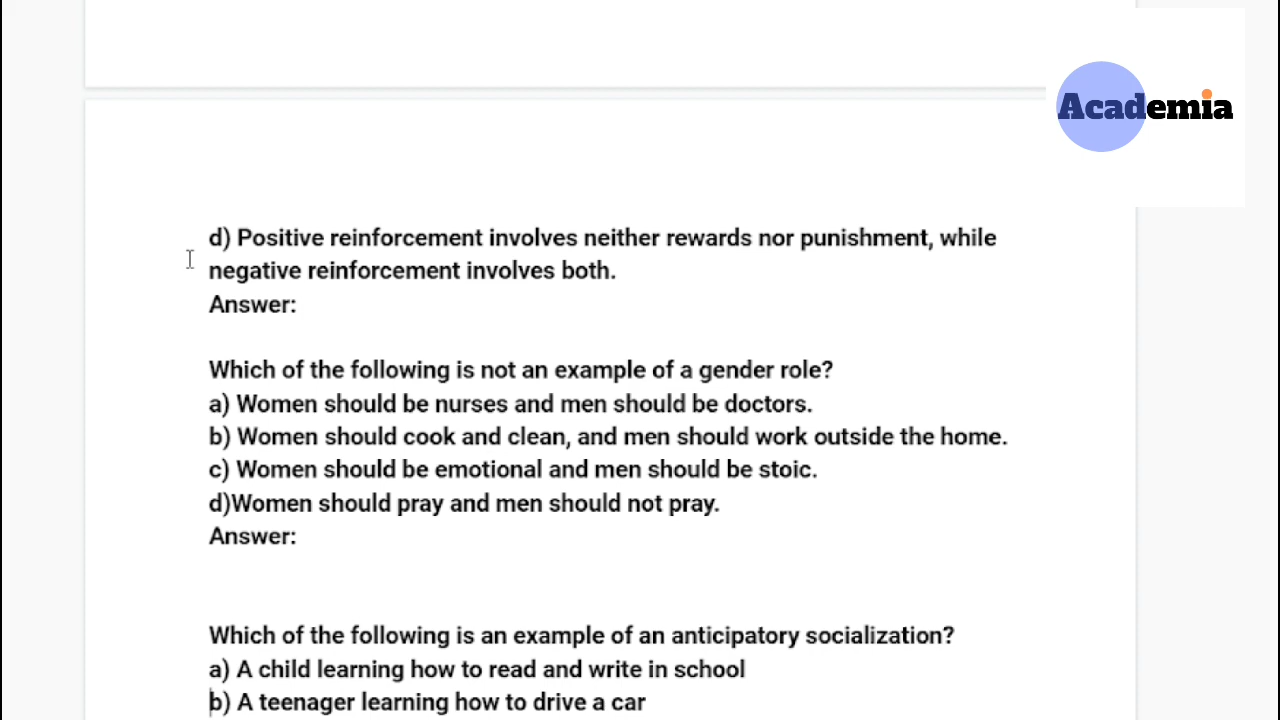 Academia
d) Positive reinforcement involves neither rewards nor punishment, while
negative reinforcement involves both.
Answer:
Which of the following is not an example of a gender role?
a) Women should be nurses and men should be doctors.
b) Women should cook and clean, and men should work outside the home.
c) Women should be emotional and men should be stoic.
d)Women should pray and men should not pray.
Answer:
Which of the following is an example of an anticipatory socialization?
a) A child learning how to read and write in school
b) A teenager learning how to drive a car